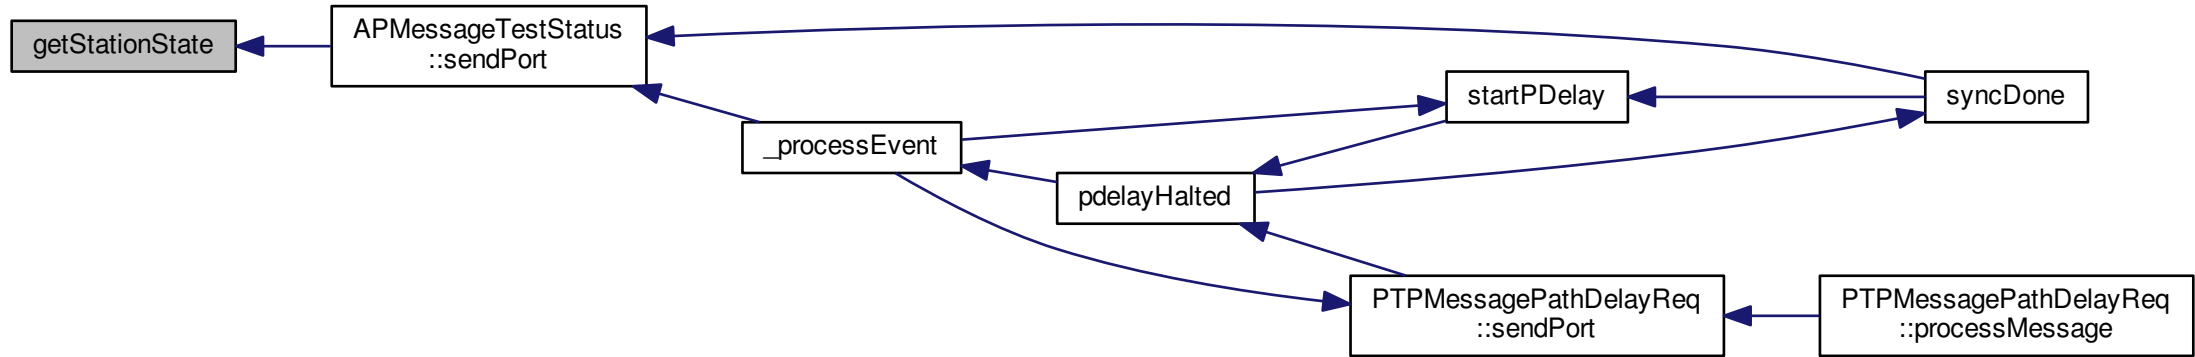 getStationState
APMessageTestStatus
::sendPort
_processEvent
pdelayHalted
startPDelay
syncDone
PTPMessagePathDelayReq
::sendPort
PTPMessagePathDelayReq
::processMessage